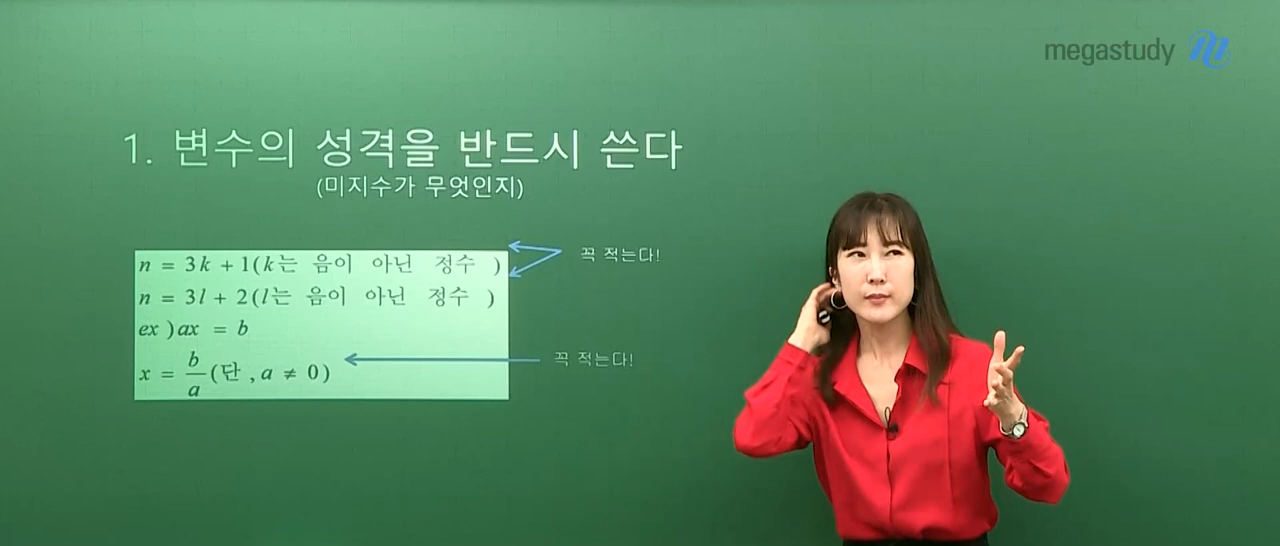 megastudy
1. 변수의 성격을 반드시 쓴다
(미지수가 무엇인지)
n = 3k + 1(k는 음이 아닌 정수 )
꼭 적는다!
n = 3l + 2(l는 음이 아닌 정수 )
ex )ax = b
x = b/a (단 , a ≠ 0)
꼭 적는다!